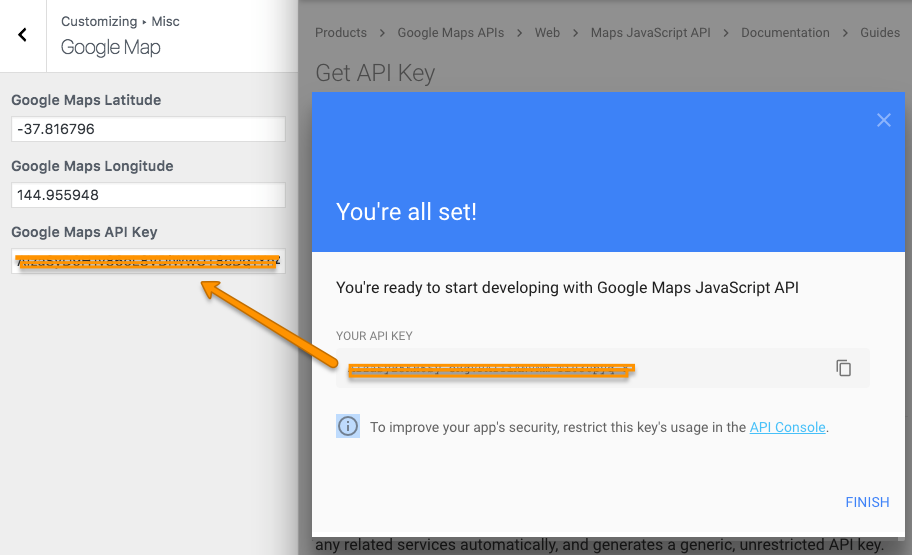 Customizing ▸ Misc
Google Map
Google Maps Latitude
-37.816796
Google Maps Longitude
144.955948
Google Maps API Key
Products > Google Maps APIs > Web > Maps JavaScript API > Documentation > Guides
Get API Key
You're all set!
You're ready to start developing with Google Maps JavaScript API
YOUR API KEY
To improve your app's security, restrict this key's usage in the API Console.
FINISH
any related services automatically, and generates a generic, unrestricted API key.